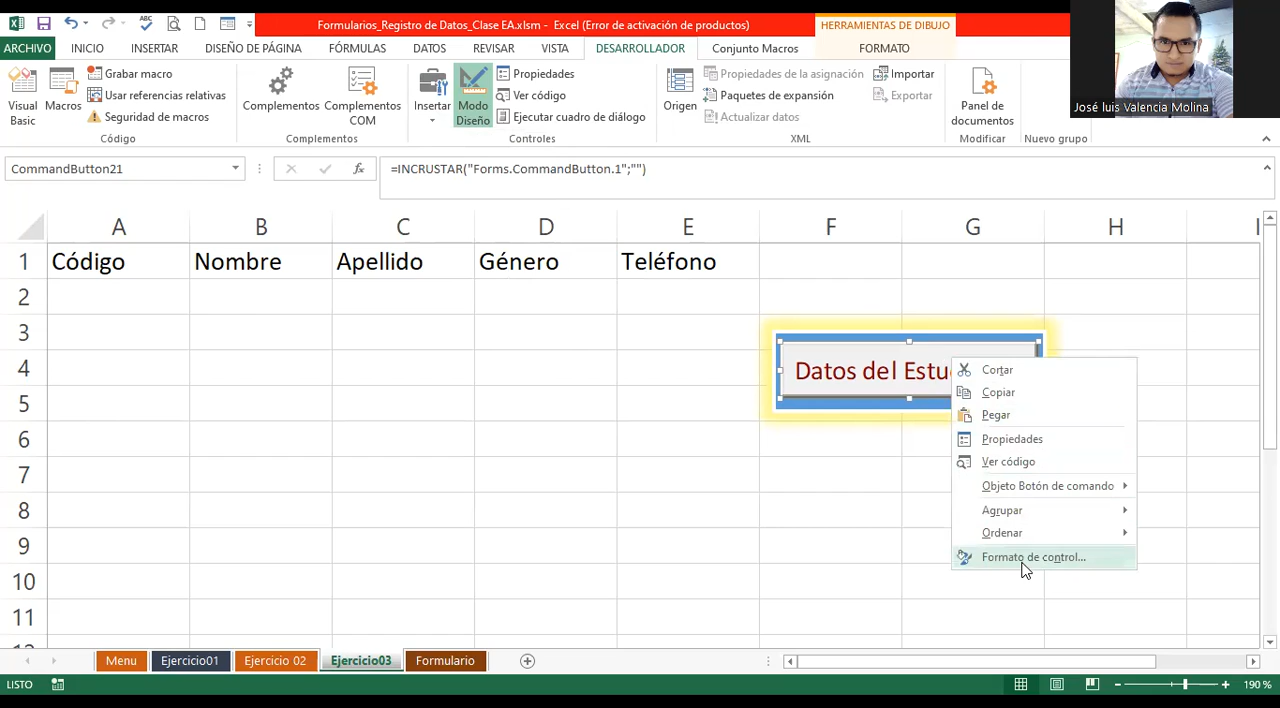 Formularios_Registro de Datos_Clase EA.xlsm - Excel (Error de activación de productos)
HERRAMIENTAS DE DIBUJO
ARCHIVO INICIO INSERTAR DISEÑO DE PÁGINA FÓRMULAS DATOS REVISAR VISTA DESARROLLADOR Conjunto Macros FORMATO
Visual Basic
Macros
Grabar macro
Usar referencias relativas
Seguridad de macros
Código
Complementos
Complementos COM
Complementos
Insertar
Modo Diseño
Propiedades
Ver código
Ejecutar cuadro de diálogo
Controles
Origen
Propiedades de la asignación
Paquetes de expansión
Actualizar datos
Importar
Exportar
XML
Panel de documentos
Modificar
Nuevo grupo
José luis Valencia Molina
CommandButton21
fx
=INCRUSTAR("Forms.CommandButton.1";"")
A B C D E F G H I
1 Código Nombre Apellido Género Teléfono
2
3
4
5
6
7
8
9
10
11
Datos del Estu
Cortar
Copiar
Pegar
Propiedades
Ver código
Objeto Botón de comando
Agrupar
Ordenar
Formato de control...
Menu Ejercicio01 Ejercicio 02 Ejercicio03 Formulario
LISTO
190 %